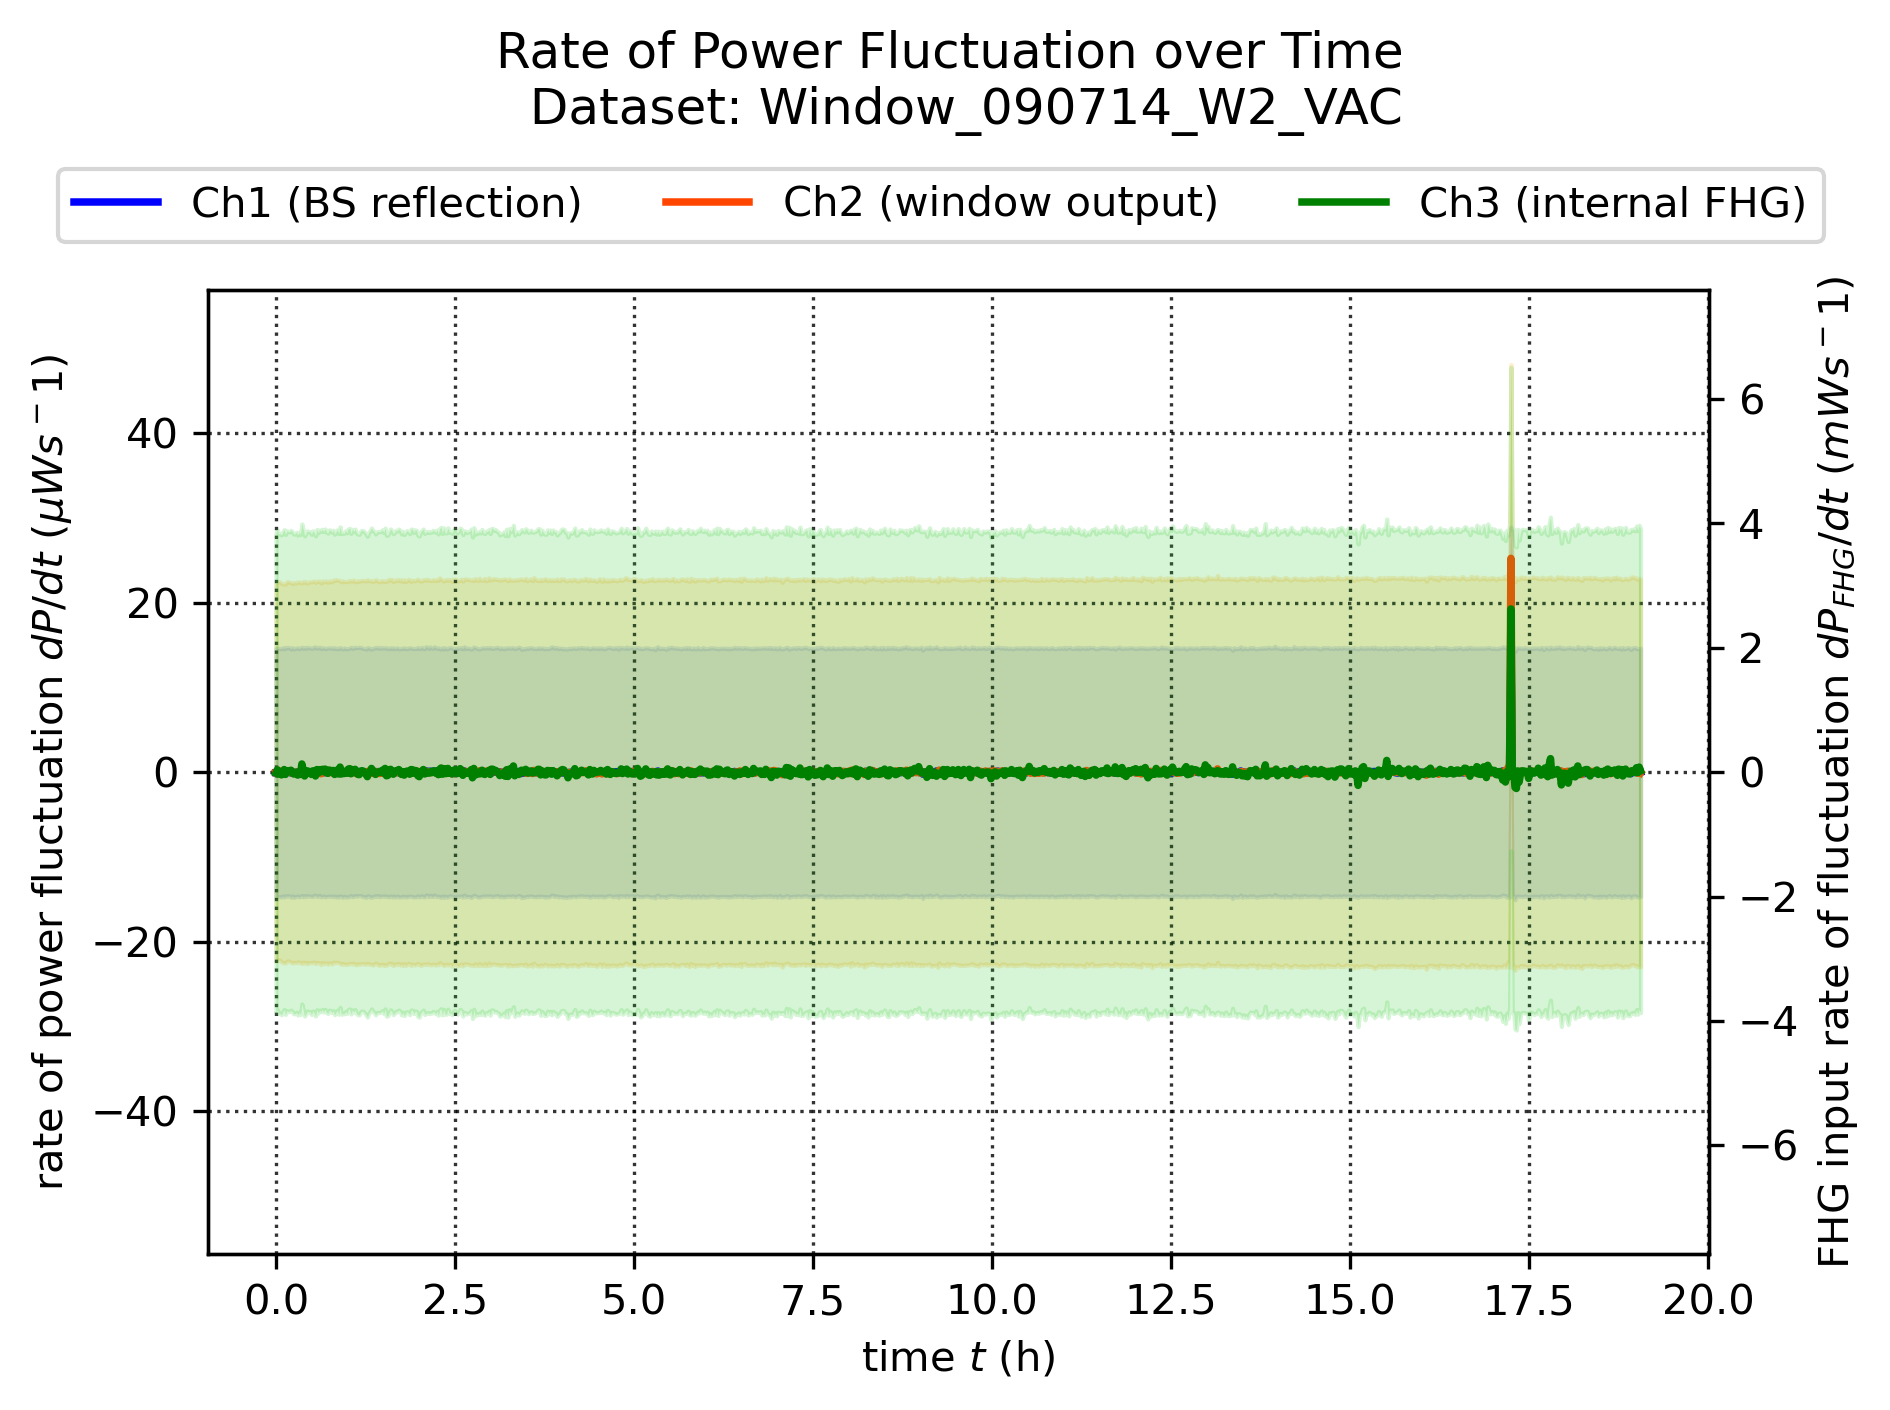 Rate of Power Fluctuation over Time
Dataset: Window_090714_W2_VAC
Ch1 (BS reflection)
Ch2 (window output)
Ch3 (internal FHG)
rate of power fluctuation dP/dt (μWs⁻1)
40
20
0
−20
−40
FHG input rate of fluctuation dP_FHG/dt (mWs⁻1)
6
4
2
0
−2
−4
−6
0.0 2.5 5.0 7.5 10.0 12.5 15.0 17.5 20.0
time t (h)